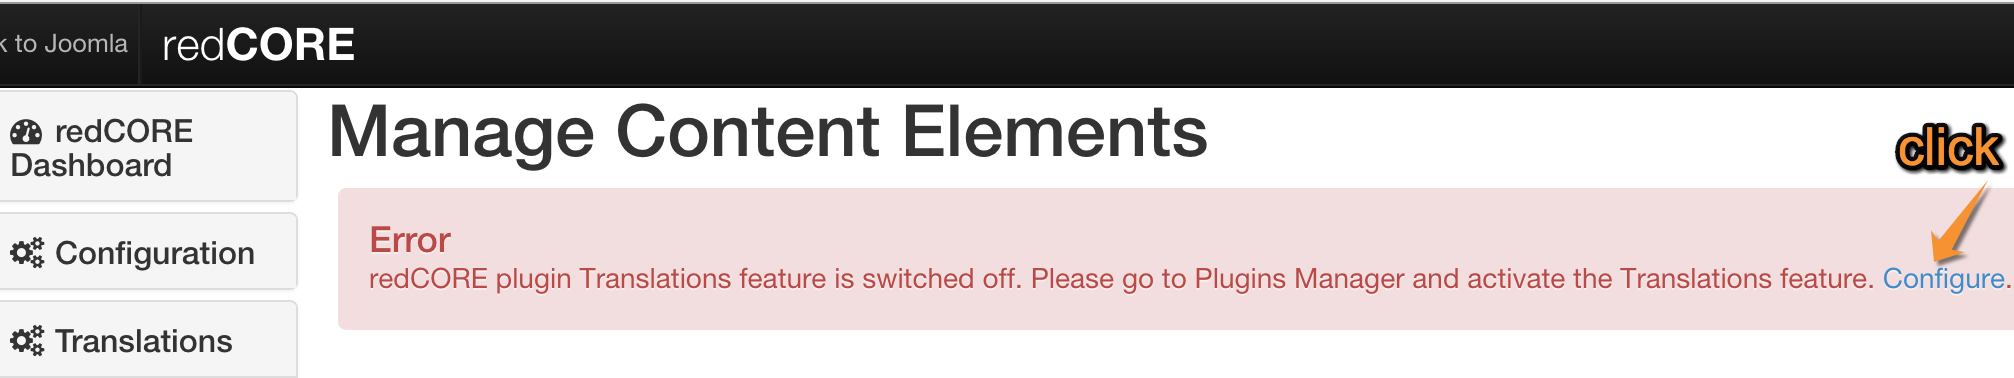 k to Joomla
redCORE
redCORE
Dashboard
Configuration
Translations
Manage Content Elements
click
Error
redCORE plugin Translations feature is switched off. Please go to Plugins Manager and activate the Translations feature. Configure.